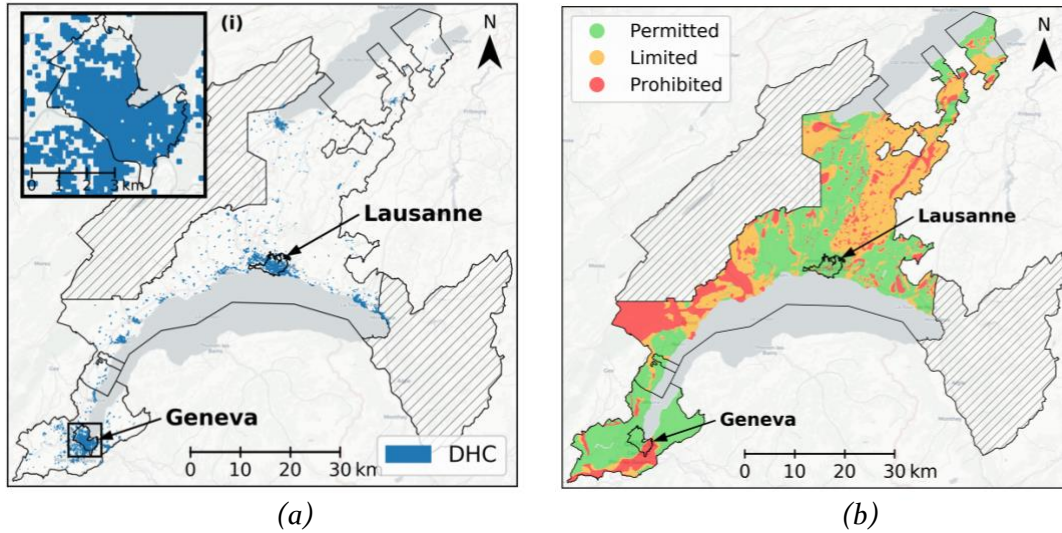 (i)
N
0 1 2 3 km
Lausanne
Geneva
0 10 20 30 km
DHC
(a)
Permitted
Limited
Prohibited
N
Lausanne
Geneva
0 10 20 30 km
(b)